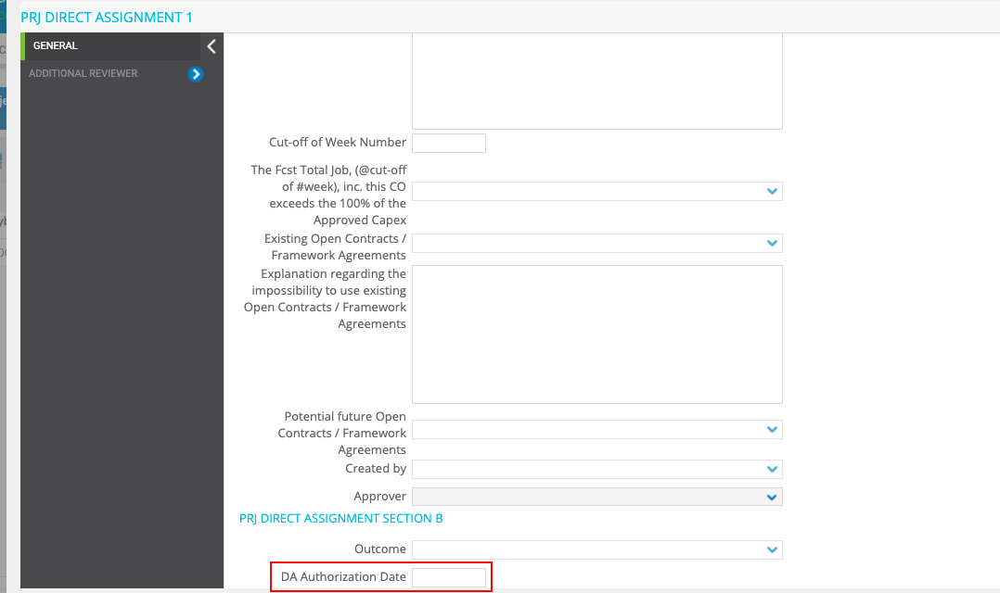 PRJ DIRECT ASSIGNMENT 1
GENERAL
ADDITIONAL REVIEWER
Cut-off of Week Number
The Fcst Total Job, (@cut-off
of #week), inc. this CO
exceeds the 100% of the
Approved Capex
Existing Open Contracts /
Framework Agreements
Explanation regarding the
impossibility to use existing
Open Contracts / Framework
Agreements
Potential future Open
Contracts / Framework
Agreements
Created by
Approver
PRJ DIRECT ASSIGNMENT SECTION B
Outcome
DA Authorization Date